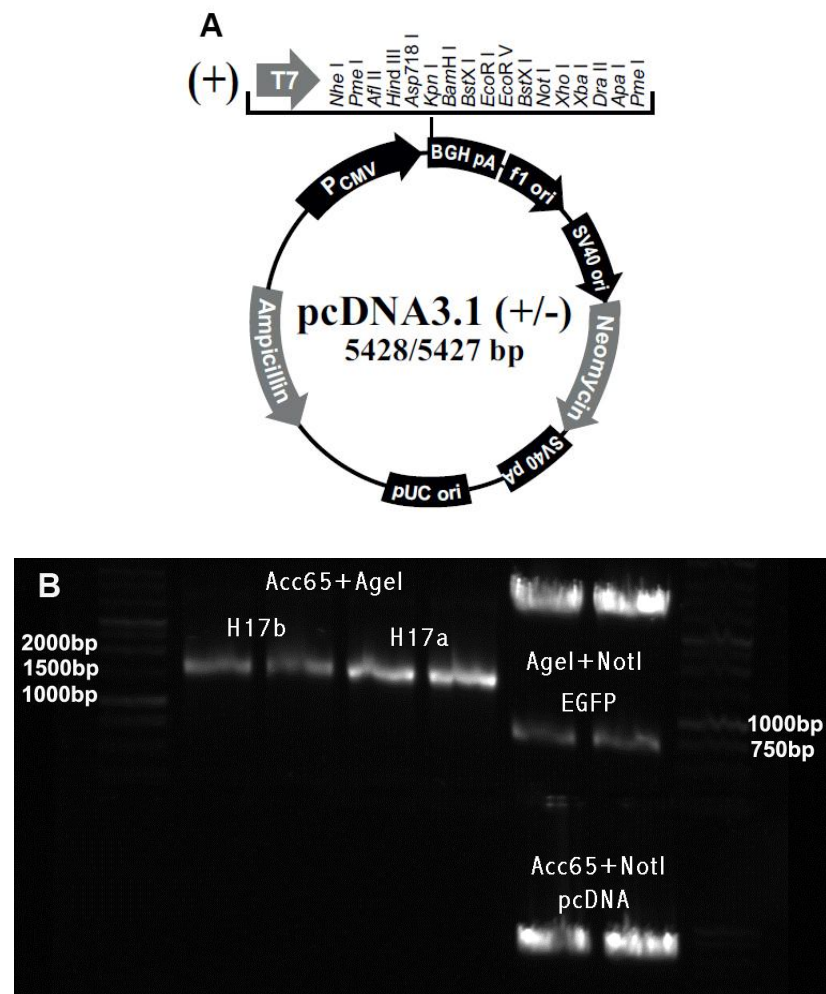 A
(+)
T7
Nhe I
Pme I
Afl II
Hind III
Asp718 I
Kpn I
BamH I
BstX I
EcoR I
EcoR V
BstX I
Not I
Xho I
Xba I
Dra II
Apa I
Pme I
PCMV
BGH pA
f1 ori
SV40 ori
Neomycin
SV40 pA
pUC ori
Ampicillin
pcDNA3.1 (+/-)
5428/5427 bp
B
Acc65+AgeI
H17b
H17a
2000bp
1500bp
1000bp
AgeI+NotI
EGFP
1000bp
750bp
Acc65+NotI
pcDNA